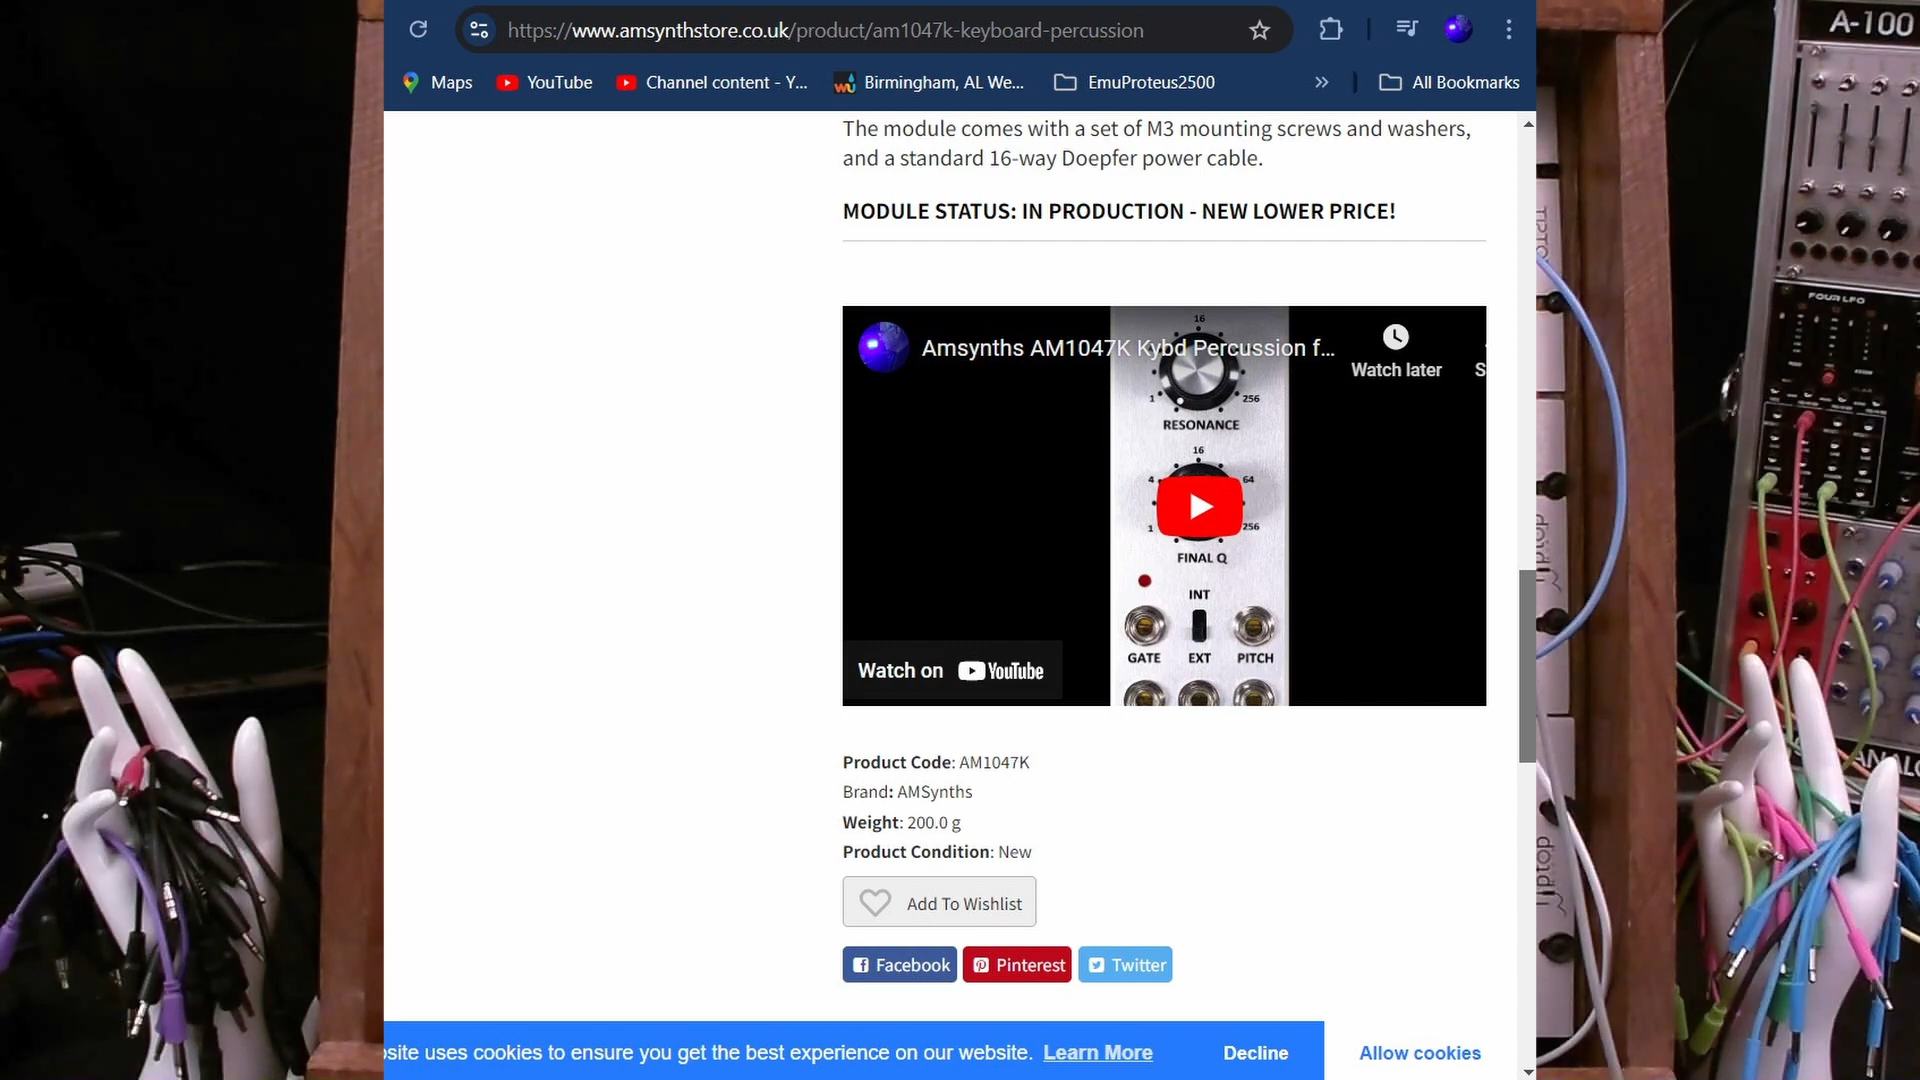 https://www.amsynthstore.co.uk/product/am1047k-keyboard-percussion
Maps
YouTube
Channel content - Y...
Birmingham, AL We...
EmuProteus2500
All Bookmarks
The module comes with a set of M3 mounting screws and washers,
and a standard 16-way Doepfer power cable.
MODULE STATUS: IN PRODUCTION - NEW LOWER PRICE!
Amsynths AM1047K Kybd Percussion f...
Watch later
S
16
1
256
RESONANCE
16
4
64
1
256
FINAL Q
INT
GATE
EXT
PITCH
Watch on YouTube
Product Code: AM1047K
Brand: AMSynths
Weight: 200.0 g
Product Condition: New
Add To Wishlist
Facebook
Pinterest
Twitter
site uses cookies to ensure you get the best experience on our website. Learn More
Decline
Allow cookies
A-100
FOUR LFO